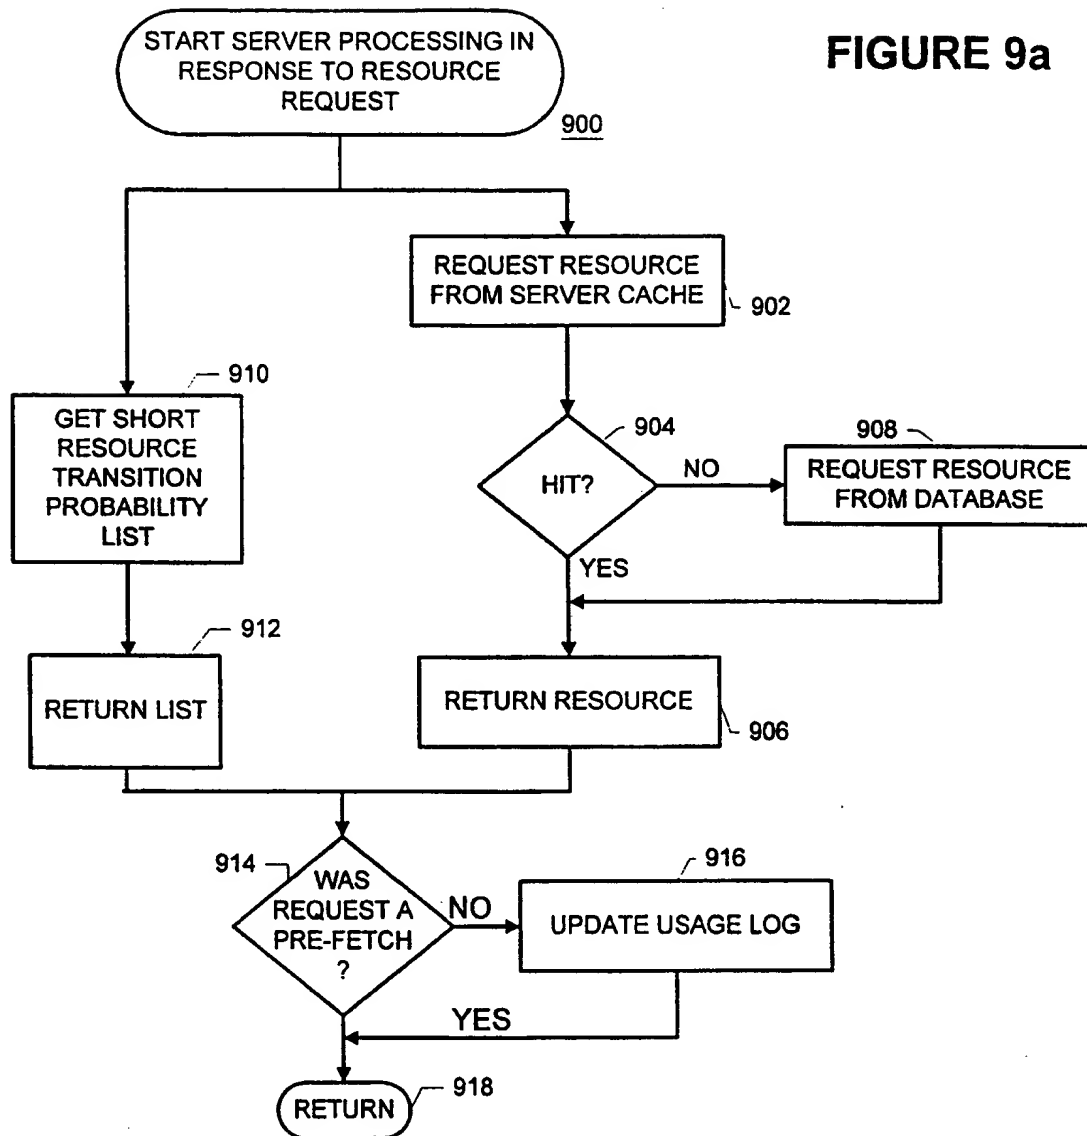 START SERVER PROCESSING IN
RESPONSE TO RESOURCE
REQUEST
FIGURE 9a
900
REQUEST RESOURCE
FROM SERVER CACHE
902
910
GET SHORT
RESOURCE
TRANSITION
PROBABILITY
LIST
904
HIT?
NO
908
REQUEST RESOURCE
FROM DATABASE
YES
912
RETURN LIST
RETURN RESOURCE
906
914
WAS
REQUEST A
PRE-FETCH
?
NO
916
UPDATE USAGE LOG
YES
RETURN
918